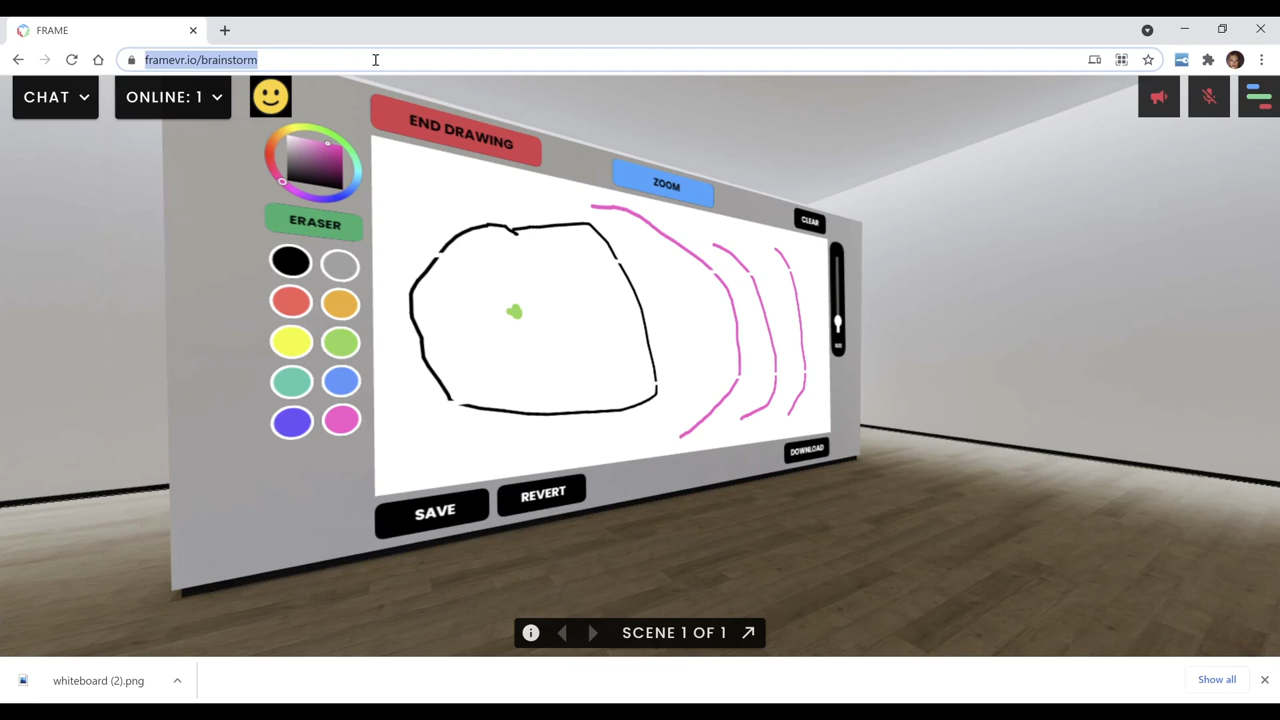 FRAME
framevr.io/brainstorm
CHAT
ONLINE: 1
END DRAWING
ZOOM
CLEAR
ERASER
SIZE
DOWNLOAD
SAVE
REVERT
SCENE 1 OF 1
whiteboard (2).png
Show all